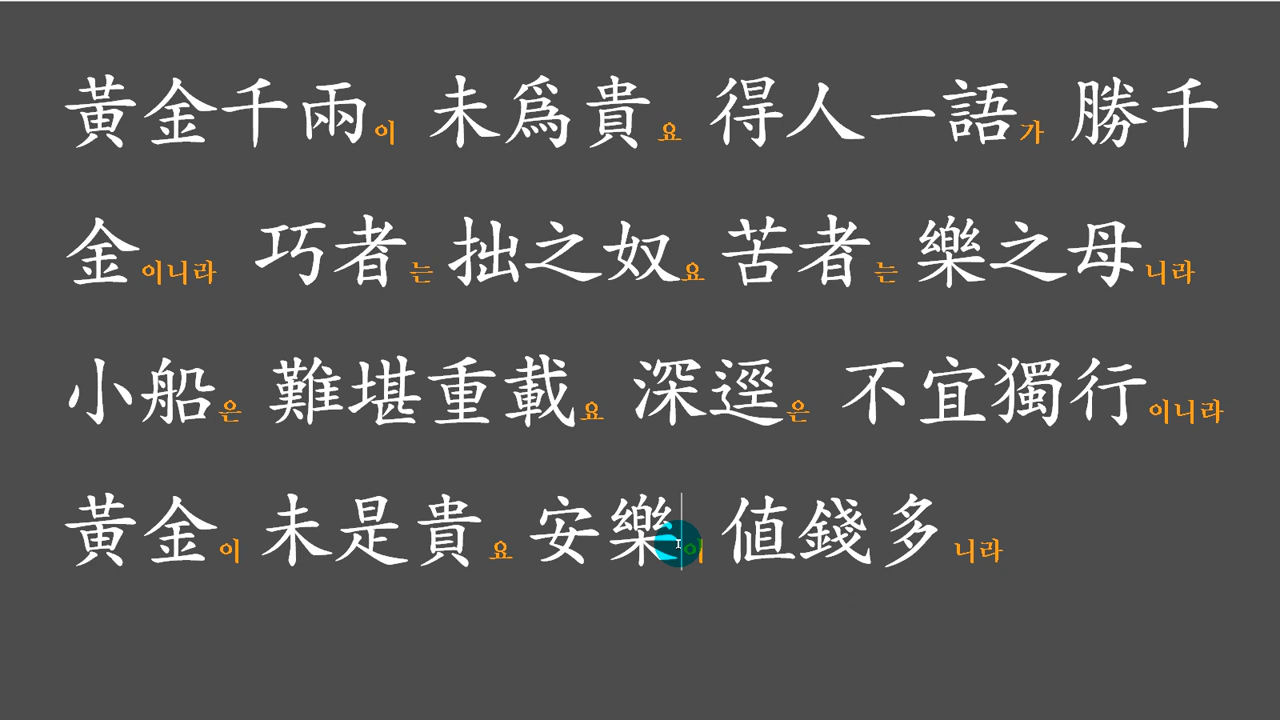 黃金千兩이 未爲貴요 得人一語가 勝千
金이니라 巧者는 拙之奴요 苦者는 樂之母니라
小船은 難堪重載요 深逕은 不宜獨行이니라
黃金이 未是貴요 安樂이 値錢多니라